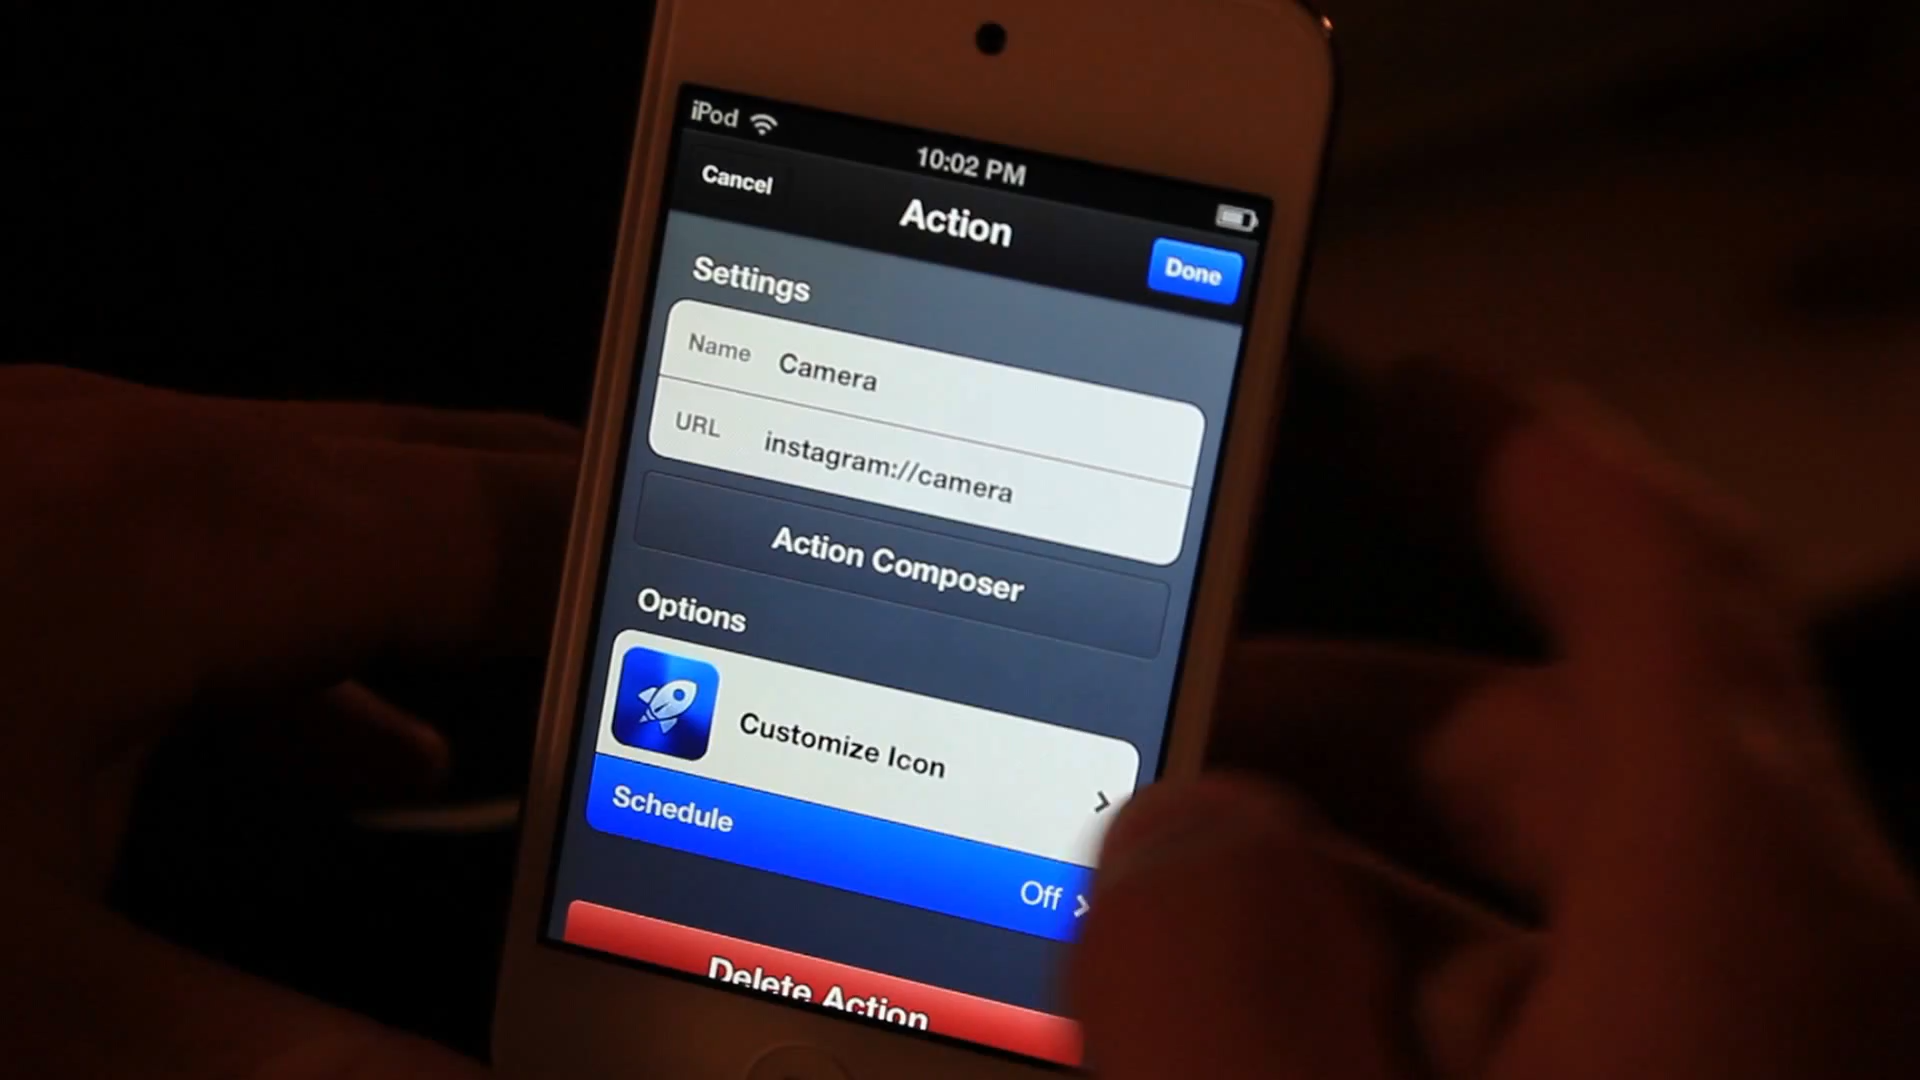 iPod
10:02 PM
Cancel
Action
Done
Settings
Name Camera
URL instagram://camera
Action Composer
Options
Customize Icon
Schedule
Off
Delete Action